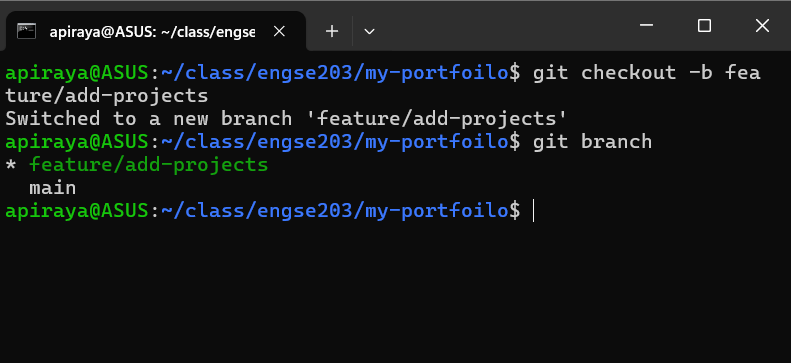 apiraya@ASUS: ~/class/engse
apiraya@ASUS:~/class/engse203/my-portfoilo$ git checkout -b fea
ture/add-projects
Switched to a new branch 'feature/add-projects'
apiraya@ASUS:~/class/engse203/my-portfoilo$ git branch
* feature/add-projects
  main
apiraya@ASUS:~/class/engse203/my-portfoilo$